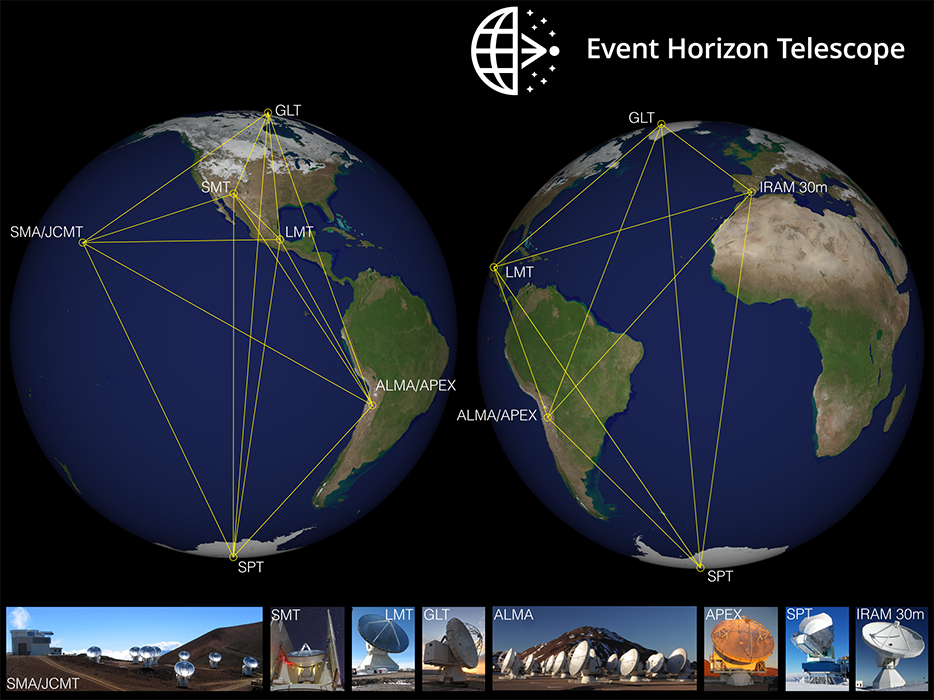 Event Horizon Telescope
GLT
SMT
SMA/JCMT
LMT
ALMA/APEX
SPT
GLT
IRAM 30m
LMT
ALMA/APEX
SPT
SMA/JCMT
SMT
LMT
GLT
ALMA
APEX
SPT
IRAM 30m